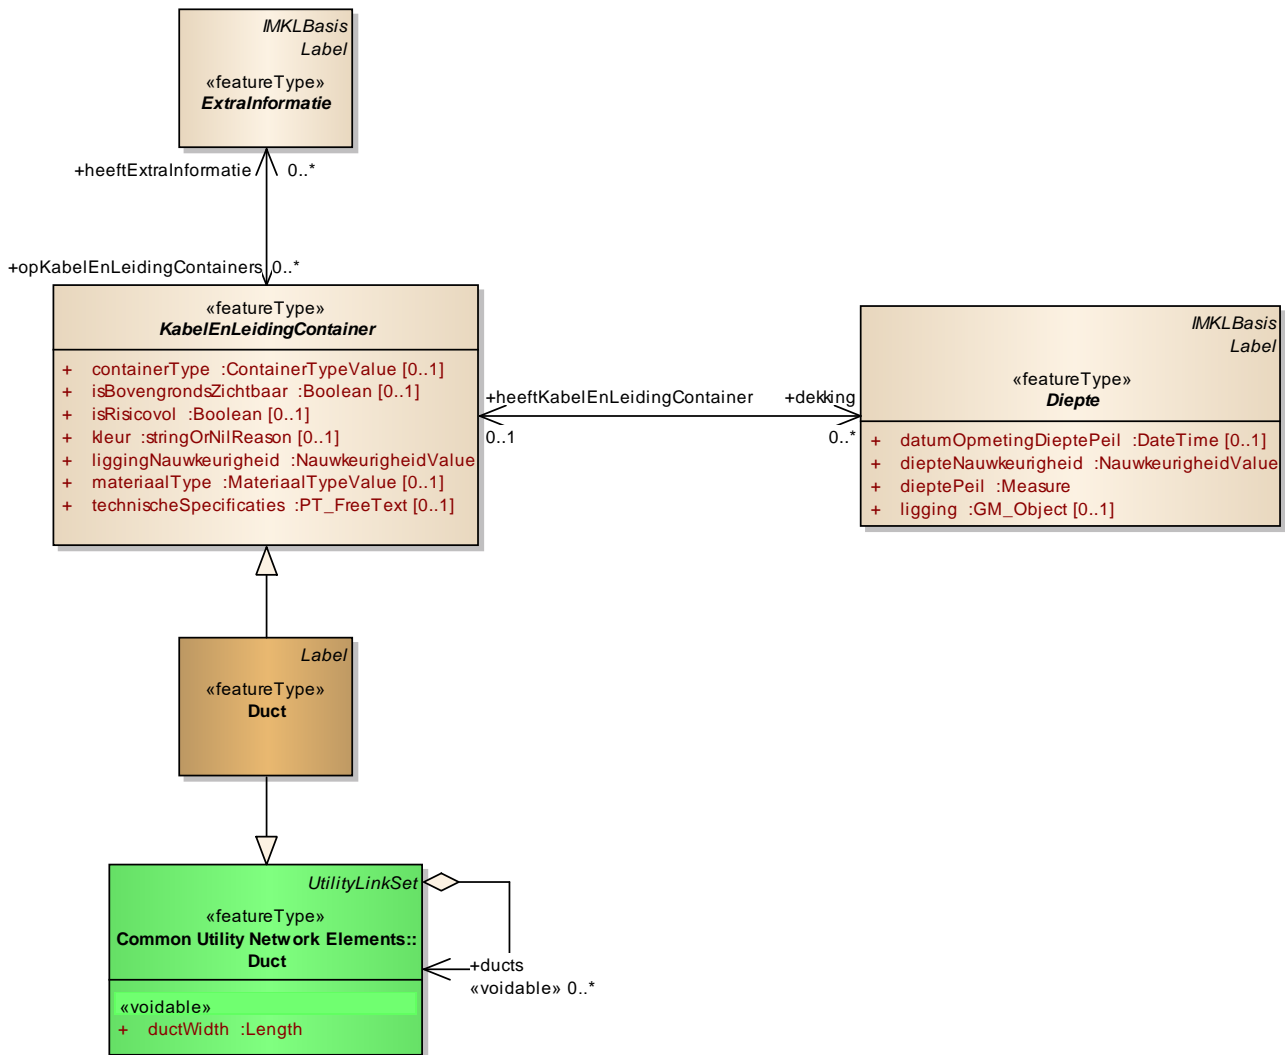 IMKLBasis
Label
«featureType»
ExtraInformatie
+heeftExtraInformatie 0..*
+opKabelEnLeidingContainers 0..*
«featureType»
KabelEnLeidingContainer
+ containerType :ContainerTypeValue [0..1]
+ isBovengrondsZichtbaar :Boolean [0..1]
+ isRisicovol :Boolean [0..1]
+ kleur :stringOrNilReason [0..1]
+ liggingNauwkeurigheid :NauwkeurigheidValue
+ materiaalType :MateriaalTypeValue [0..1]
+ technischeSpecificaties :PT_FreeText [0..1]
+heeftKabelEnLeidingContainer +dekking
0..1 0..*
IMKLBasis
Label
«featureType»
Diepte
+ datumOpmetingDieptePeil :DateTime [0..1]
+ diepteNauwkeurigheid :NauwkeurigheidValue
+ dieptePeil :Measure
+ ligging :GM_Object [0..1]
Label
«featureType»
Duct
UtilityLinkSet
«featureType»
Common Utility Network Elements::
Duct
«voidable»
+ ductWidth :Length
+ducts
«voidable» 0..*